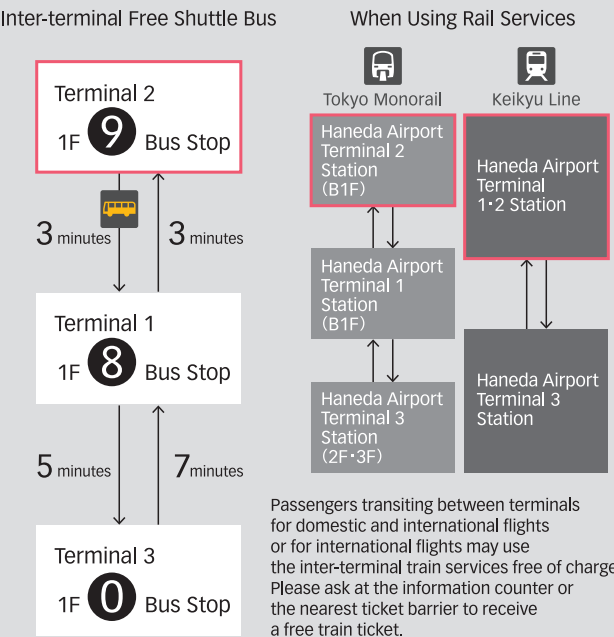 Inter-terminal Free Shuttle Bus
Terminal 2
1F 9 Bus Stop
3 minutes
3 minutes
Terminal 1
1F 8 Bus Stop
5 minutes
7 minutes
Terminal 3
1F 0 Bus Stop
When Using Rail Services
Tokyo Monorail
Haneda Airport
Terminal 2
Station
(B1F)
Haneda Airport
Terminal 1
Station
(B1F)
Haneda Airport
Terminal 3
Station
(2F・3F)
Keikyu Line
Haneda Airport
Terminal
1・2 Station
Haneda Airport
Terminal 3
Station
Passengers transiting between terminals
for domestic and international flights
or for international flights may use
the inter-terminal train services free of charge
Please ask at the information counter or
the nearest ticket barrier to receive
a free train ticket.